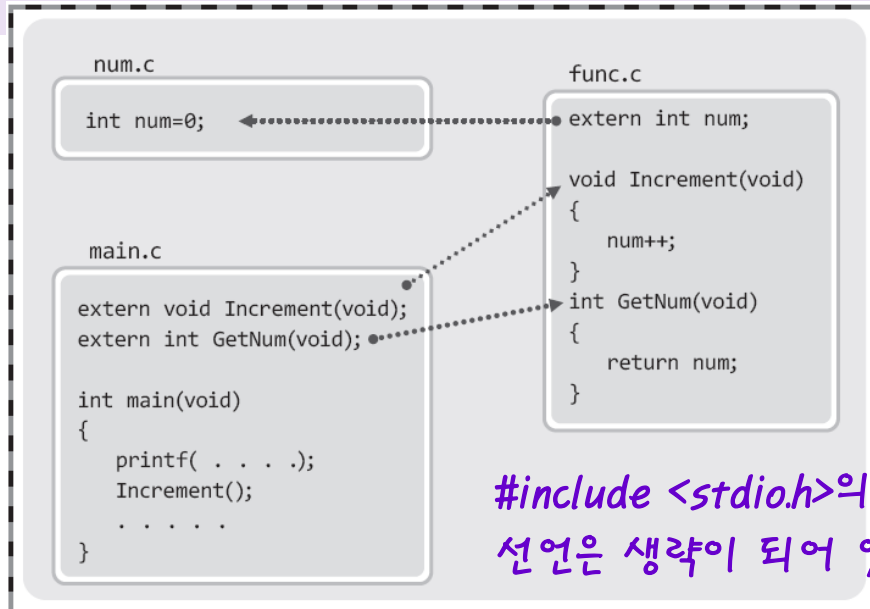 num.c
int num=0;
func.c
extern int num;
void Increment(void)
{
num++;
}
int GetNum(void)
{
return num;
}
main.c
extern void Increment(void);
extern int GetNum(void);
int main(void)
{
printf( . . . .);
Increment();
. . . . .
}
#include <stdio.h>의
선언은 생략이 되어